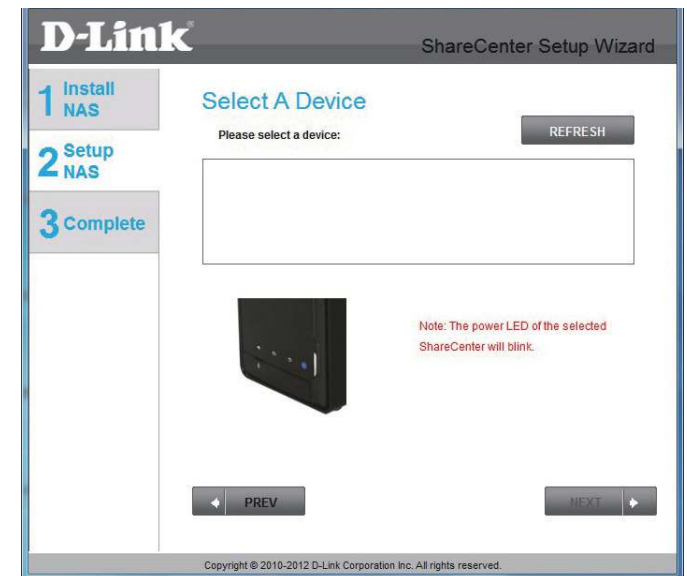 D-Link
ShareCenter Setup Wizard
1 Install
NAS
2 Setup
NAS
3 Complete
Select A Device
Please select a device:
REFRESH
Note: The power LED of the selected
ShareCenter will blink.
PREV
NEXT
Copyright © 2010-2012 D-Link Corporation Inc. All rights reserved.